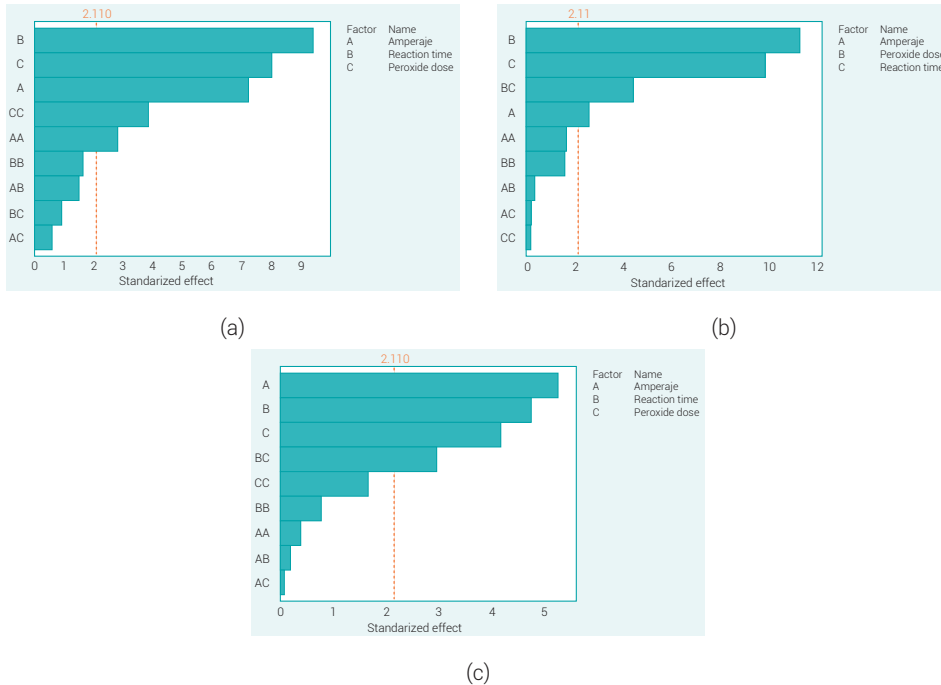 2.110
B
C
A
CC
AA
BB
AB
BC
AC
0 1 2 3 4 5 6 7 8 9
Standarized effect
Factor Name
A Amperaje
B Reaction time
C Peroxide dose
(a)
2.11
B
C
BC
A
AA
BB
AB
AC
CC
0 2 4 6 8 10 12
Standarized effect
Factor Name
A Amperaje
B Peroxide dose
C Reaction time
(b)
2.110
A
B
C
BC
CC
BB
AA
AB
AC
0 1 2 3 4 5
Standarized effect
Factor Name
A Amperaje
B Reaction time
C Peroxide dose
(c)